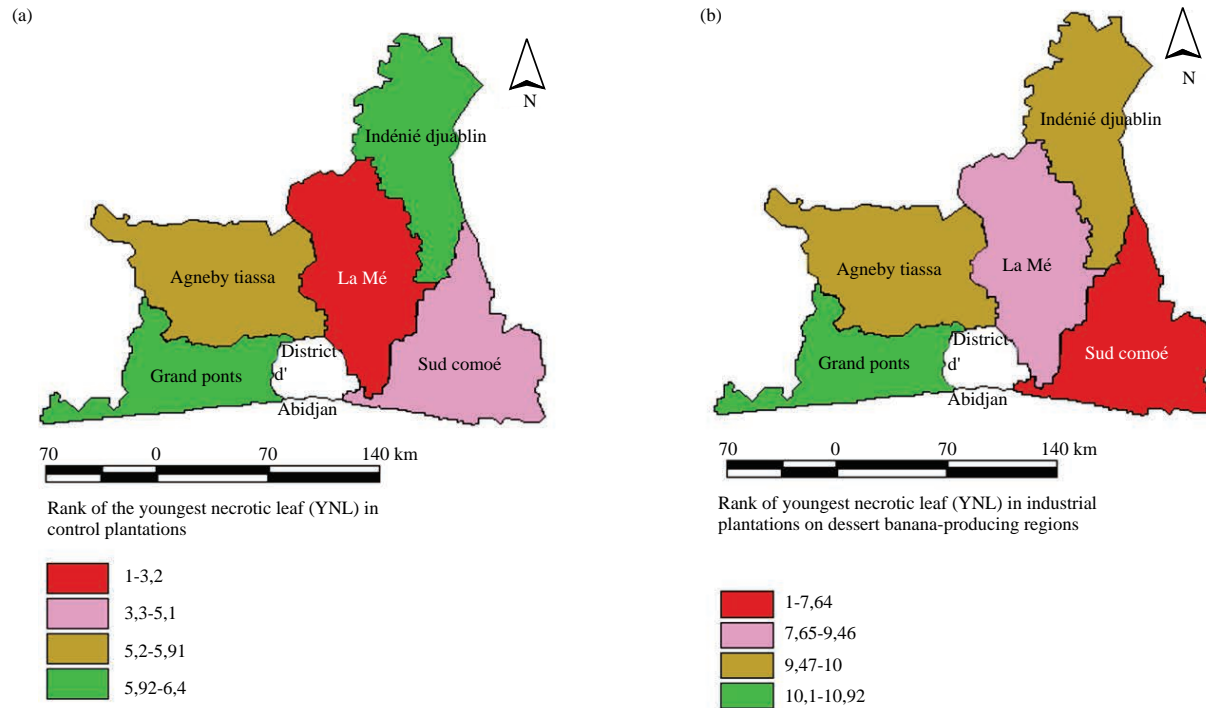 (a)
N
Indénié djuablin
Agneby tiassa
La Mé
Grand ponts
District
d'
Abidjan
Sud comoé
70 0 70 140 km
Rank of the youngest necrotic leaf (YNL) in
control plantations
1-3,2
3,3-5,1
5,2-5,91
5,92-6,4
(b)
N
Indénié djuablin
Agneby tiassa
La Mé
Grand ponts
District
d'
Abidjan
Sud comoé
70 0 70 140 km
Rank of youngest necrotic leaf (YNL) in industrial
plantations on dessert banana-producing regions
1-7,64
7,65-9,46
9,47-10
10,1-10,92